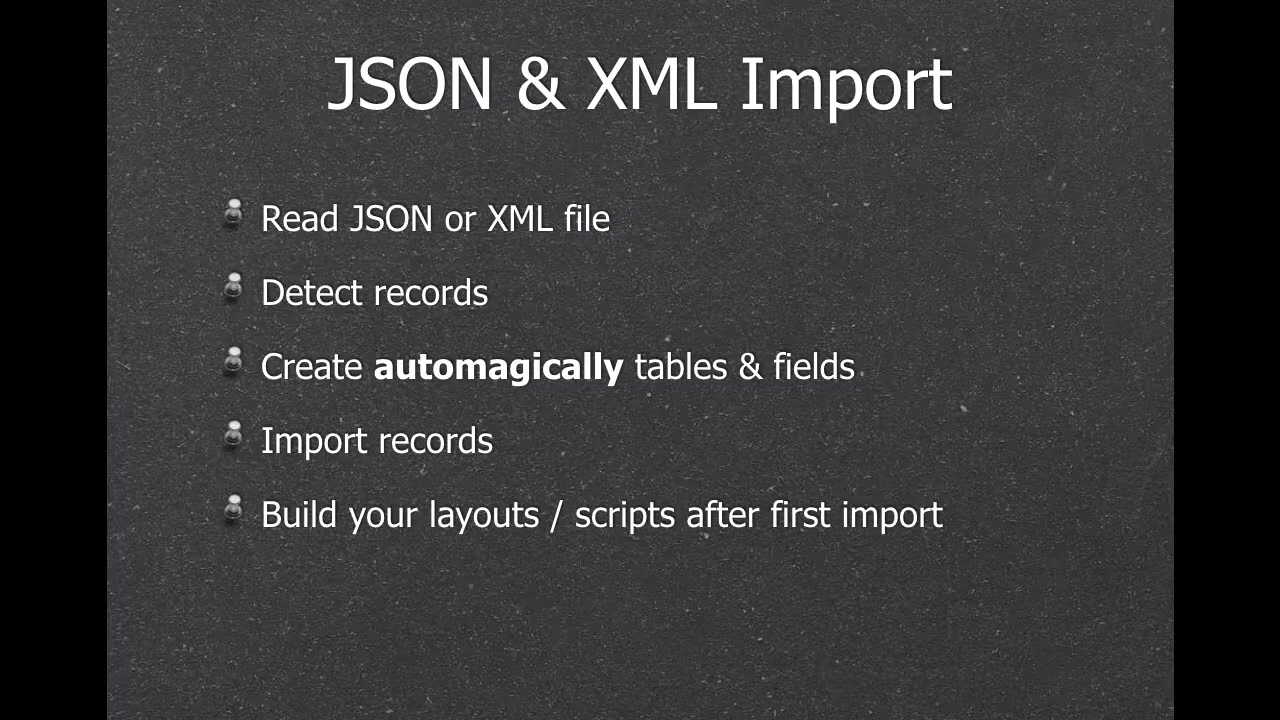 JSON & XML Import
Read JSON or XML file
Detect records
Create automagically tables & fields
Import records
Build your layouts / scripts after first import